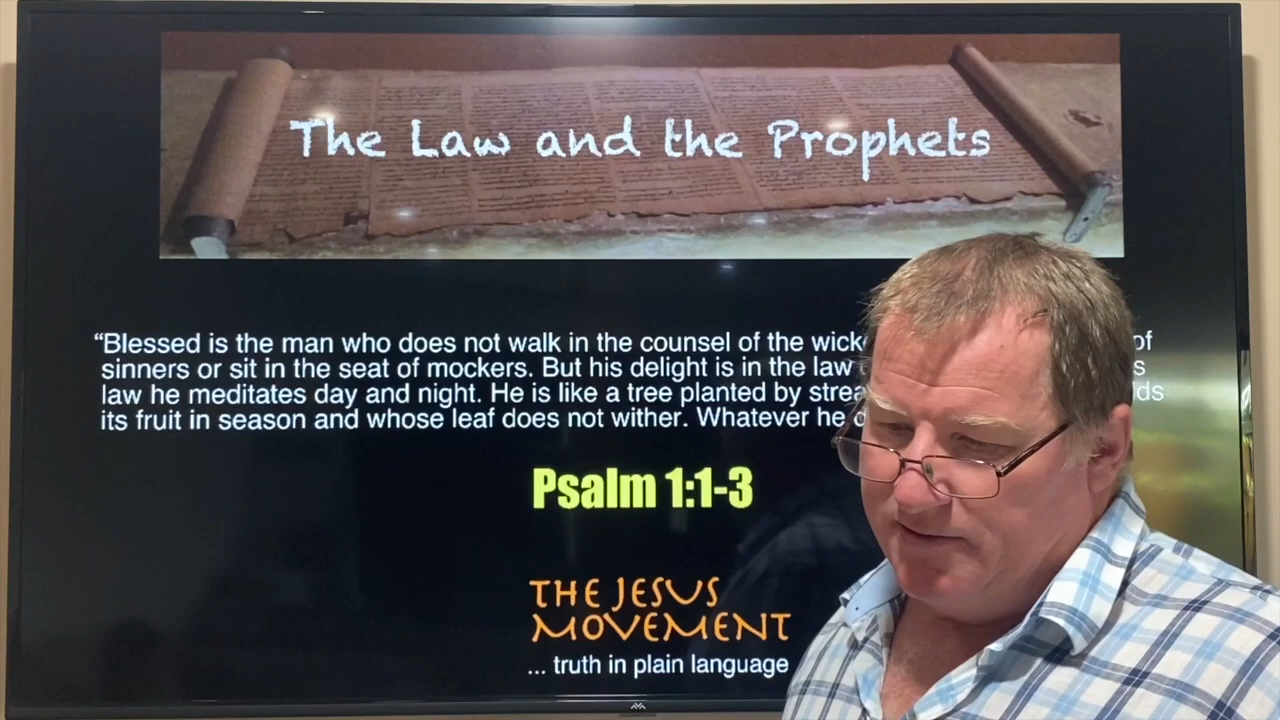 The Law and the Prophets
“Blessed is the man who does not walk in the counsel of the of
sinners or sit in the seat of mockers. But his delight is in the law
law he meditates day and night. He is like a tree planted by
its fruit in season and whose leaf does not wither. Whatever he
Psalm 1:1-3
THE JESUS
MOVEMENT
... truth in plain language